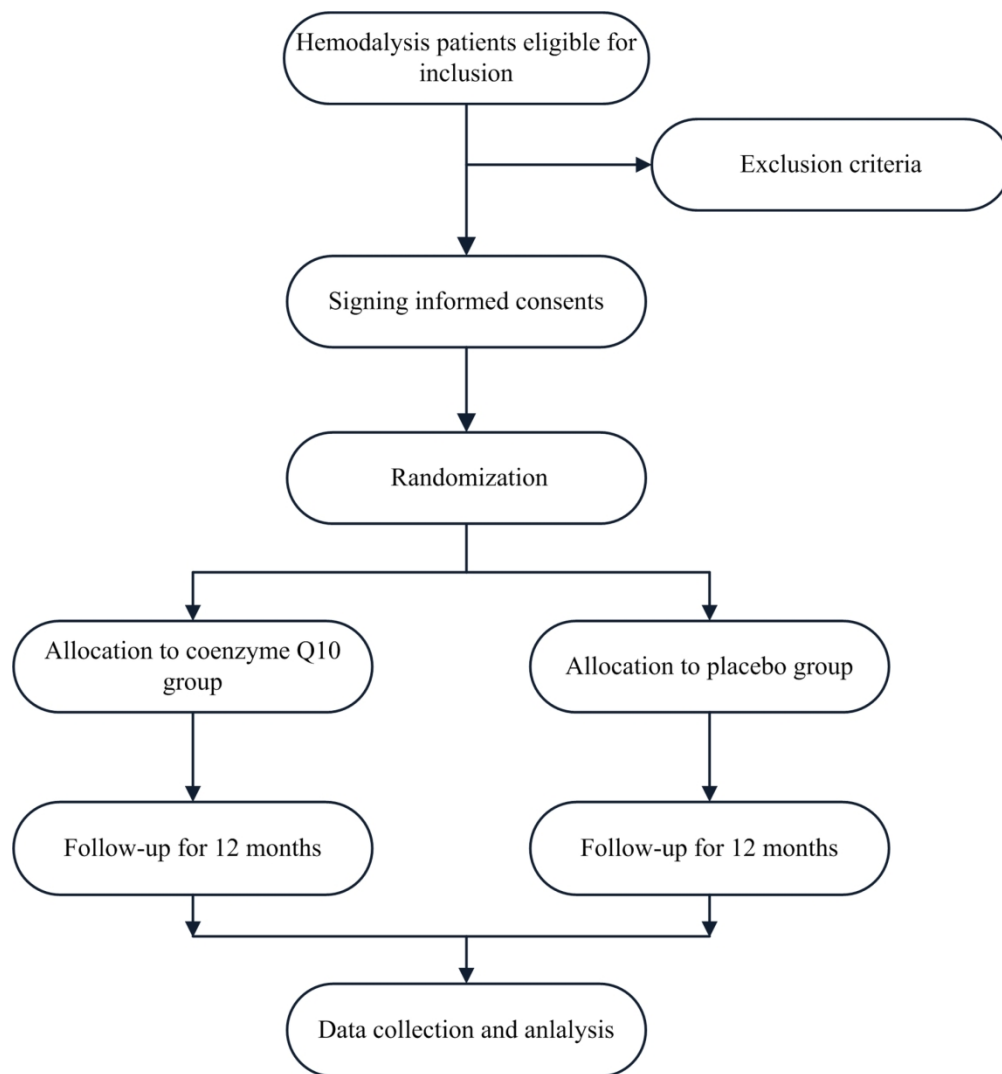 Hemodalysis patients eligible for
inclusion
Exclusion criteria
Signing informed consents
Randomization
Allocation to coenzyme Q10
group
Allocation to placebo group
Follow-up for 12 months
Follow-up for 12 months
Data collection and anlalysis